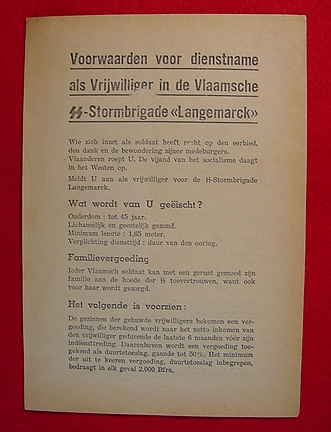 Voorwaarden voor dienstname
als Vrijwilliger in de Vlaamsche
ᛋᛋ-Stormbrigade «Langemarck»
Wie zich inzet als soldaat heeft recht op den eerbied,
den dank en de bewondering zijner medeburgers.
Vlaanderen roept U. De vijand van het socialisme daagt
in het Westen op.
Meldt U aan als vrijwilliger voor de ᛋᛋ-Stormbrigade
Langemarck.
Wat wordt van U geëischt ?
Ouderdom : tot 45 jaar.
Lichamelijk en geestelijk gezond.
Minimum lengte : 1,65 meter.
Verplichting diensttijd : duur van den oorlog.
Familievergoeding
Ieder Vlaamsch soldaat kan met een gerust gemoed zijn
familie aan de hoede der ᛋᛋ toevertrouwen, want ook
voor haar wordt gezorgd.
Het volgende is voorzien :
De gezinnen der gehuwde vrijwilligers bekomen een ver-
goeding, die berekend wordt naar het netto inkomen van
den vrijwilliger gedurende de laatste 6 maanden vóór zijn
indiensttreding. Daarenboven wordt een vergoeding toe-
gekend als duurtetoeslag, gaande tot 50%. Het minimum
der uit te keeren vergoeding, duurtetoeslag inbegrepen,
bedraagt in elk geval 2.000 Bfrs.